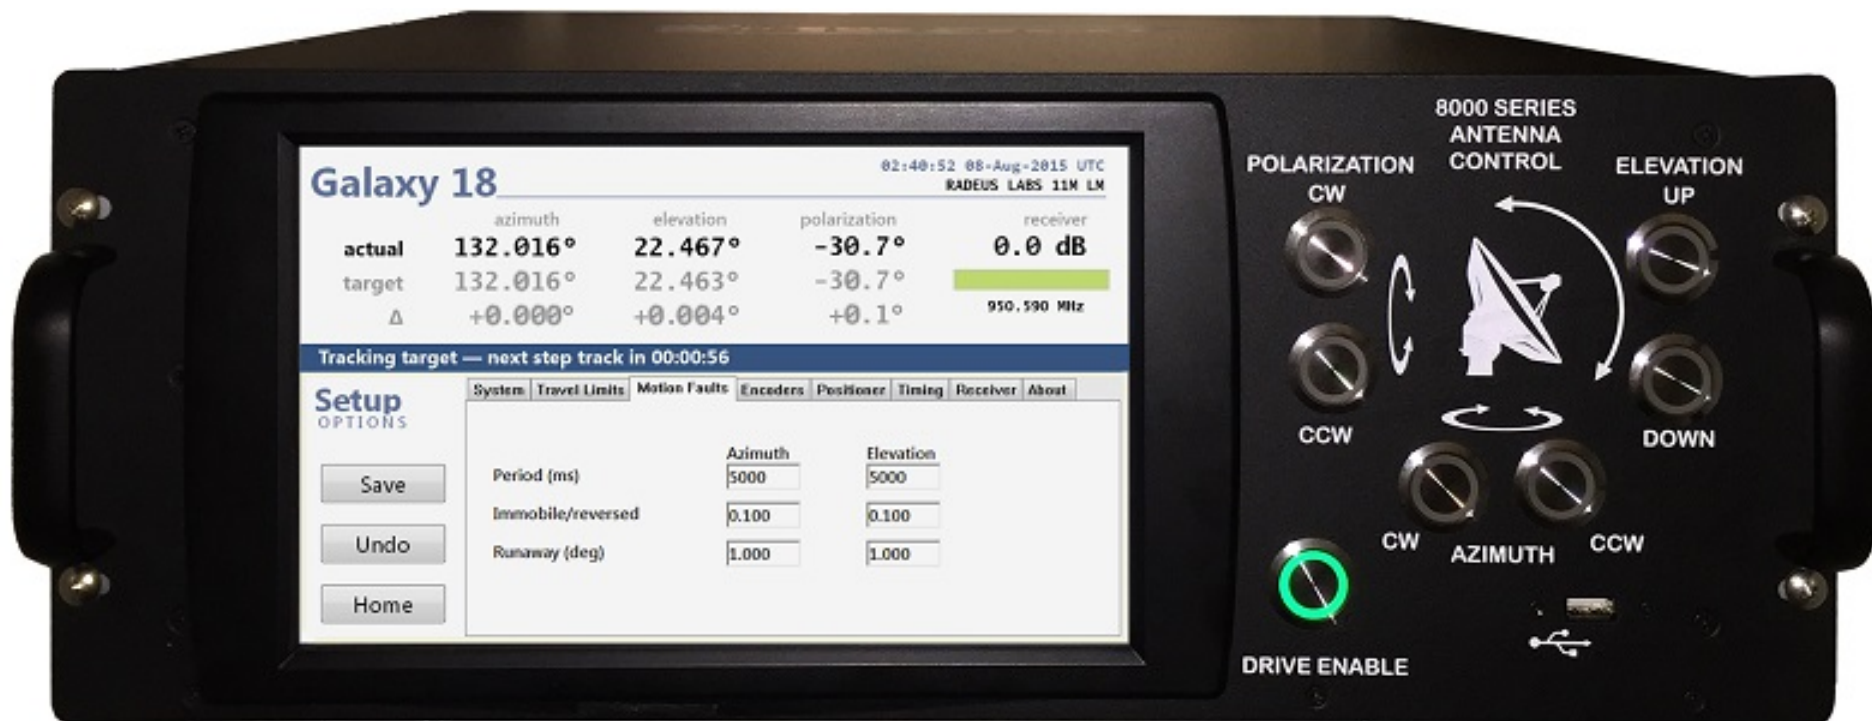 Galaxy 18
02:40:52 08-Aug-2015 UTC
RADEUS LABS 11M LM
azimuth elevation polarization receiver
actual 132.016° 22.467° -30.7° 0.0 dB
target 132.016° 22.463° -30.7°
Δ +0.000° +0.004° +0.1° 950.590 MHz
Tracking target — next step track in 00:00:56
Setup
OPTIONS
Save
Undo
Home
System Travel Limits Motion Faults Encoders Positioner Timing Receiver About
Azimuth Elevation
Period (ms) 5000 5000
Immobile/reversed 0.100 0.100
Runaway (deg) 1.000 1.000
8000 SERIES
ANTENNA
CONTROL
POLARIZATION
CW
CCW
ELEVATION
UP
DOWN
CW AZIMUTH CCW
DRIVE ENABLE